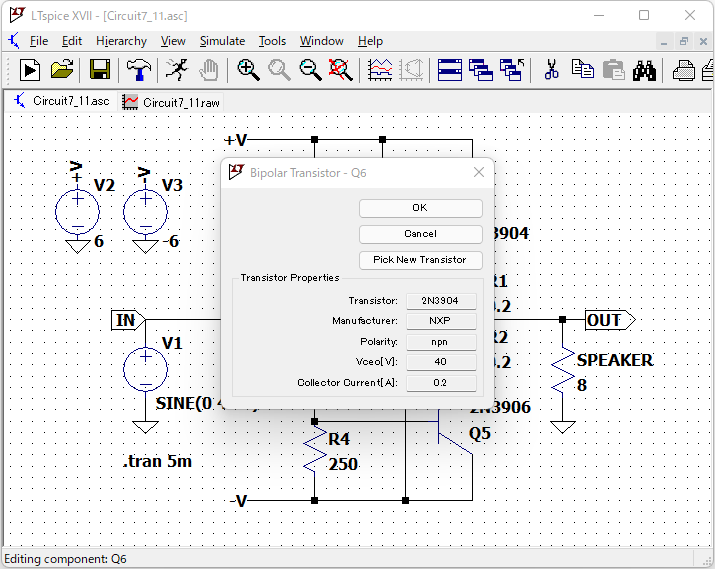 LTspice XVII - [Circuit7_11.asc]
File Edit Hierarchy View Simulate Tools Window Help
Circuit7_11.asc Circuit7_11.raw
+V
+V
V2
6
-V
V3
-6
Bipolar Transistor - Q6
OK
Cancel
Pick New Transistor
Transistor Properties
Transistor: 2N3904
Manufacturer: NXP
Polarity: npn
Vceo[V]: 40
Collector Current[A]: 0.2
3904
R1
0.2
R2
0.2
IN
V1
SINE(0 4
OUT
SPEAKER
8
2N3906
Q5
R4
250
.tran 5m
-V
Editing component: Q6